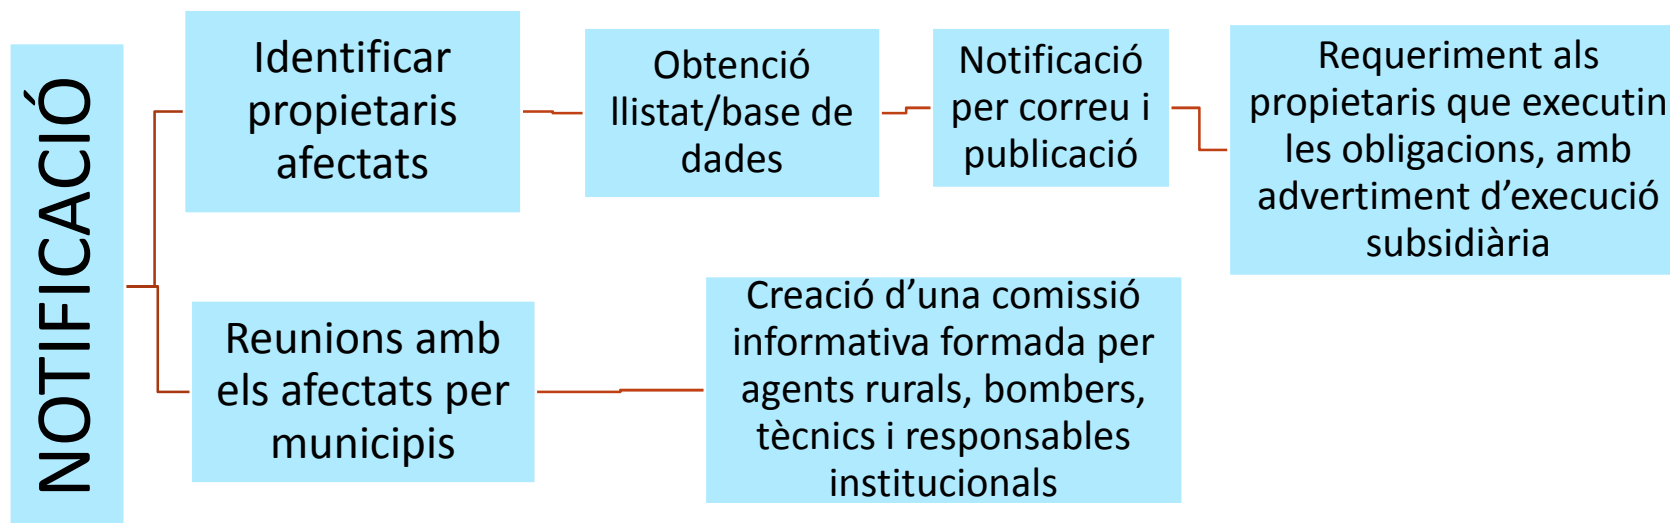 NOTIFICACIÓ
Identificar
propietaris
afectats
Obtenció
llistat/base de
dades
Notificació
per correu i
publicació
Requeriment als
propietaris que executin
les obligacions, amb
advertiment d’execució
subsidiària
Reunions amb
els afectats per
municipis
Creació d’una comissió
informativa formada per
agents rurals, bombers,
tècnics i responsables
institucionals